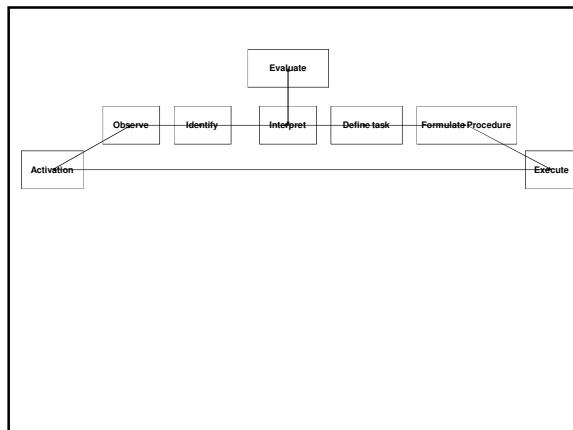 Evaluate
Observe
Identify
Interpret
Define task
Formulate Procedure
Activation
Execute